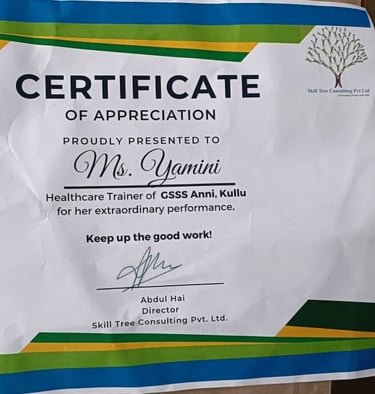 Skill Tree Consulting Pvt Ltd
CERTIFICATE
OF APPRECIATION
PROUDLY PRESENTED TO
Ms. Yamini
Healthcare Trainer of GSSS Anni, Kullu
for her extraordinary performance.
Keep up the good work!
Abdul Hai
Director
Skill Tree Consulting Pvt. Ltd.